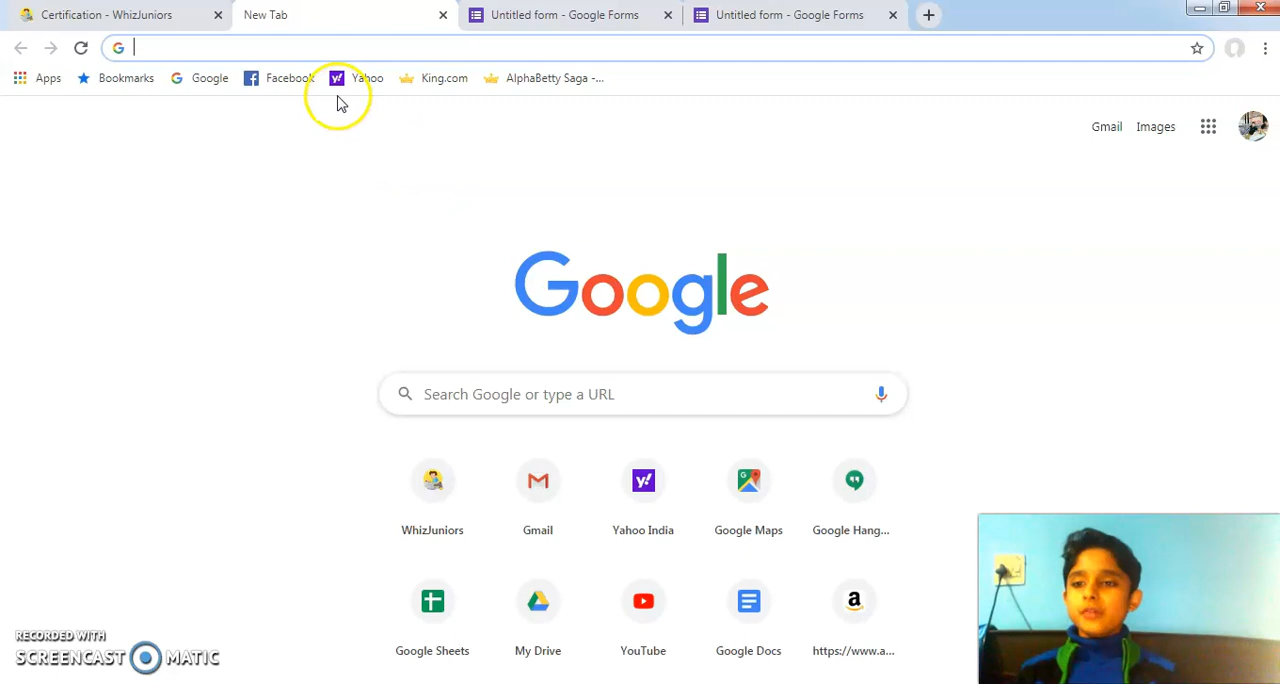 Certification - WhizJuniors New Tab Untitled form - Google Forms Untitled form - Google Forms
Apps Bookmarks Google Facebook Yahoo King.com AlphaBetty Saga -...
Gmail Images
Google
Search Google or type a URL
WhizJuniors Gmail Yahoo India Google Maps Google Hang...
Google Sheets My Drive YouTube Google Docs https://www.a...
RECORDED WITH
SCREENCAST MATIC